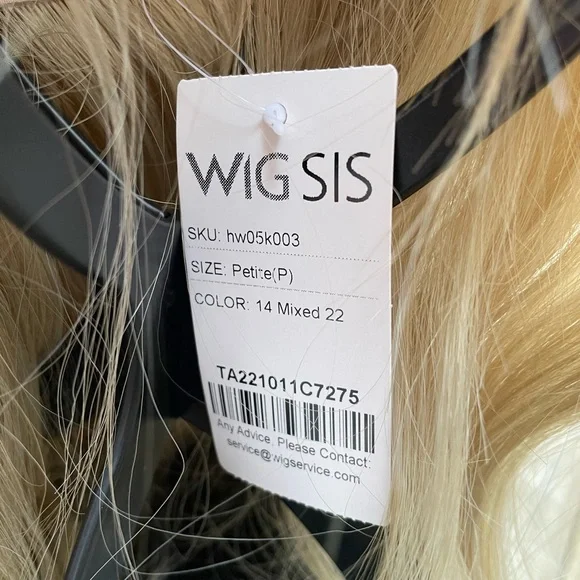 WIG SIS
SKU: hw05k003
SIZE: Petite(P)
COLOR: 14 Mixed 22
TA221011C7275
Any Advice, Please Contact:
service@wigservice.com